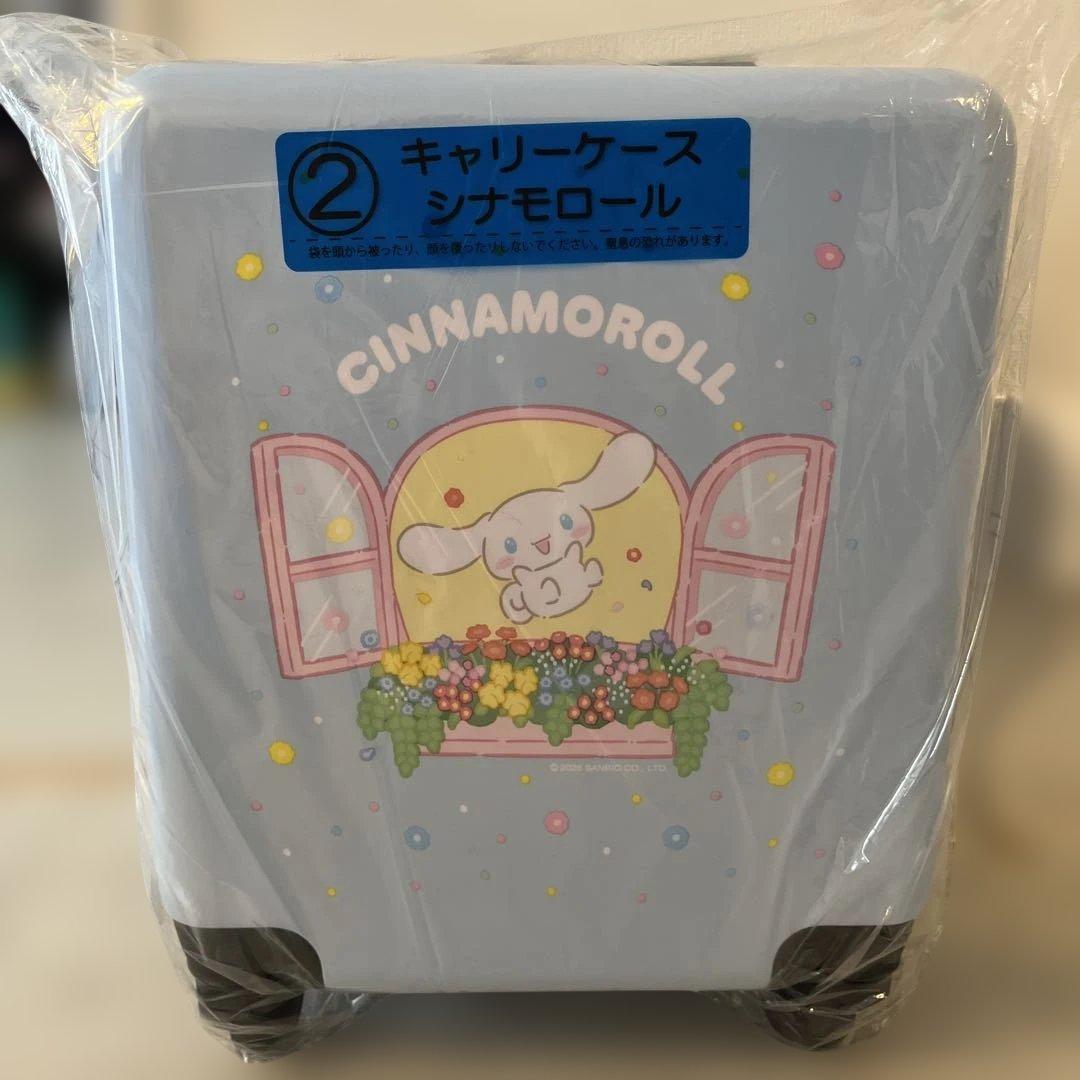 ② キャリーケース
シナモロール
袋を頭から被ったり、顔を覆ったりしないでください。窒息の恐れがあります。
CINNAMOROLL
© 2025 SANRIO CO., LTD.